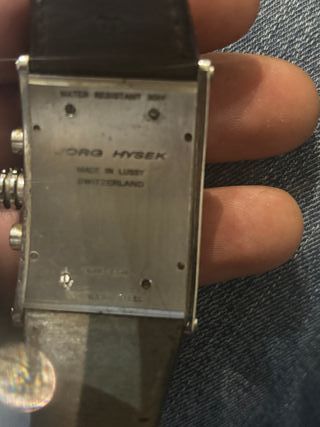 WATER RESISTANT 30M
JORG HYSEK
MADE IN LUSSY
SWITZERLAND